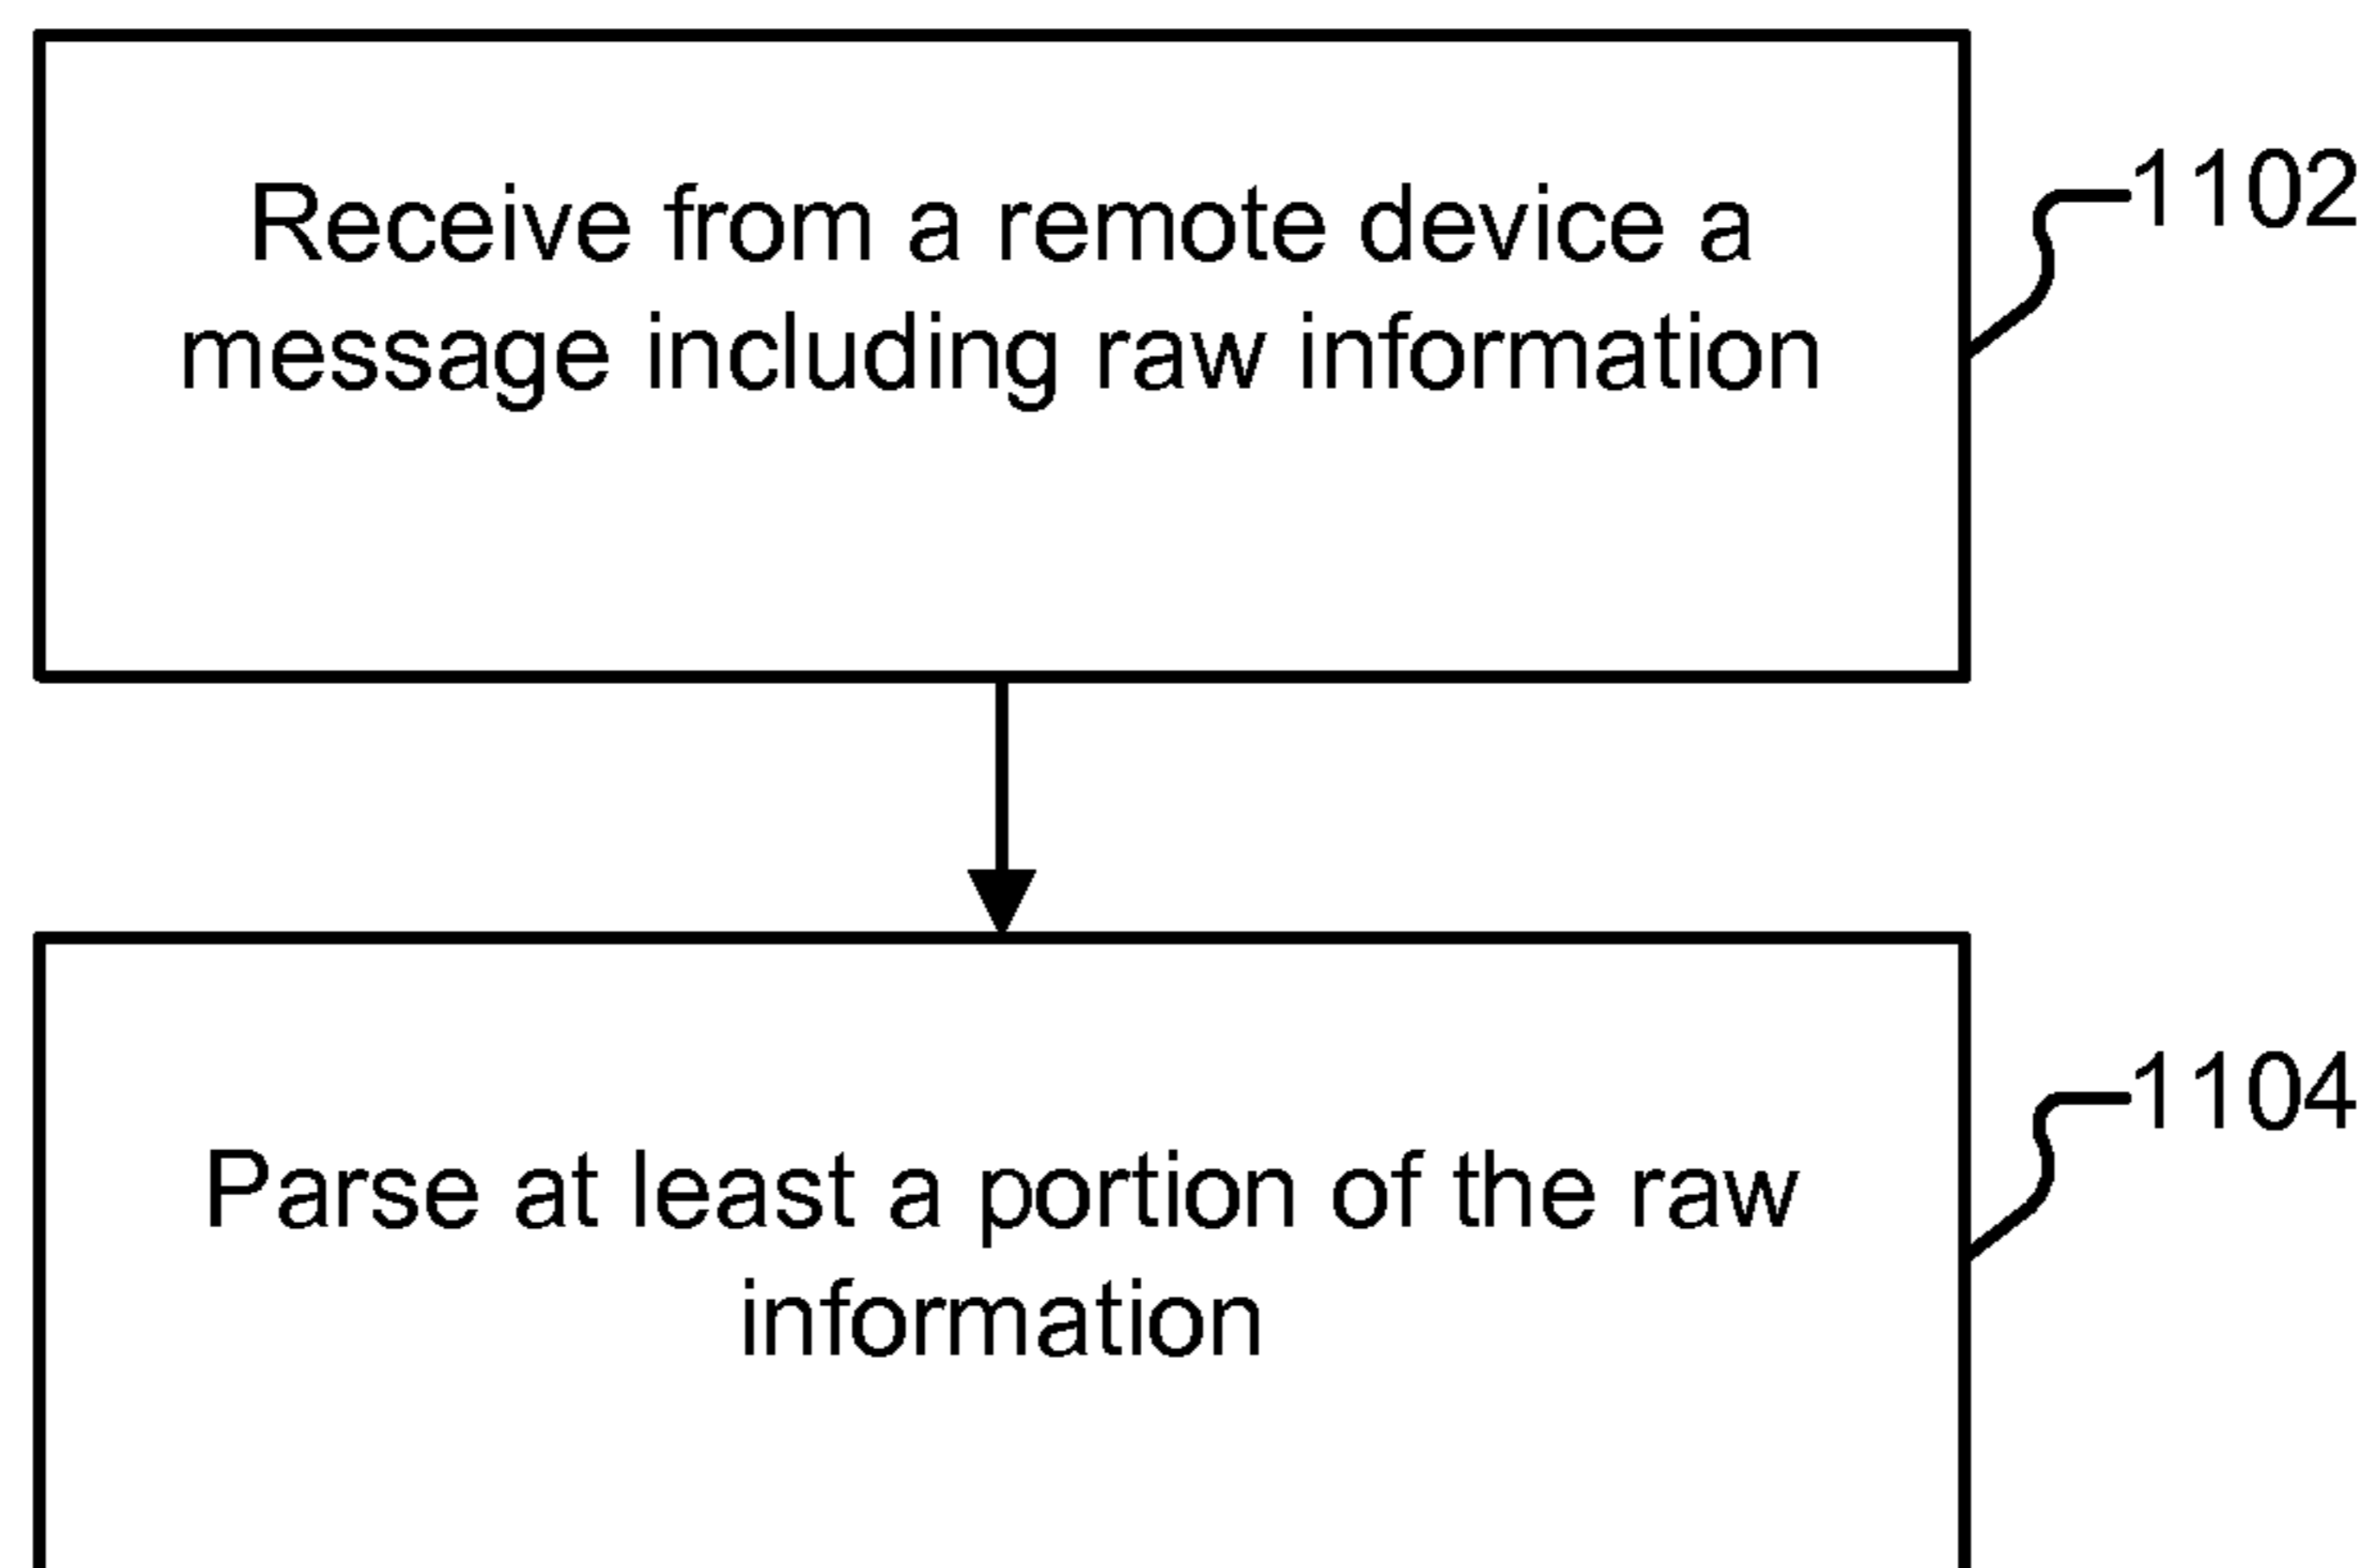 Receive from a remote device a
message including raw information
1102
Parse at least a portion of the raw
information
1104